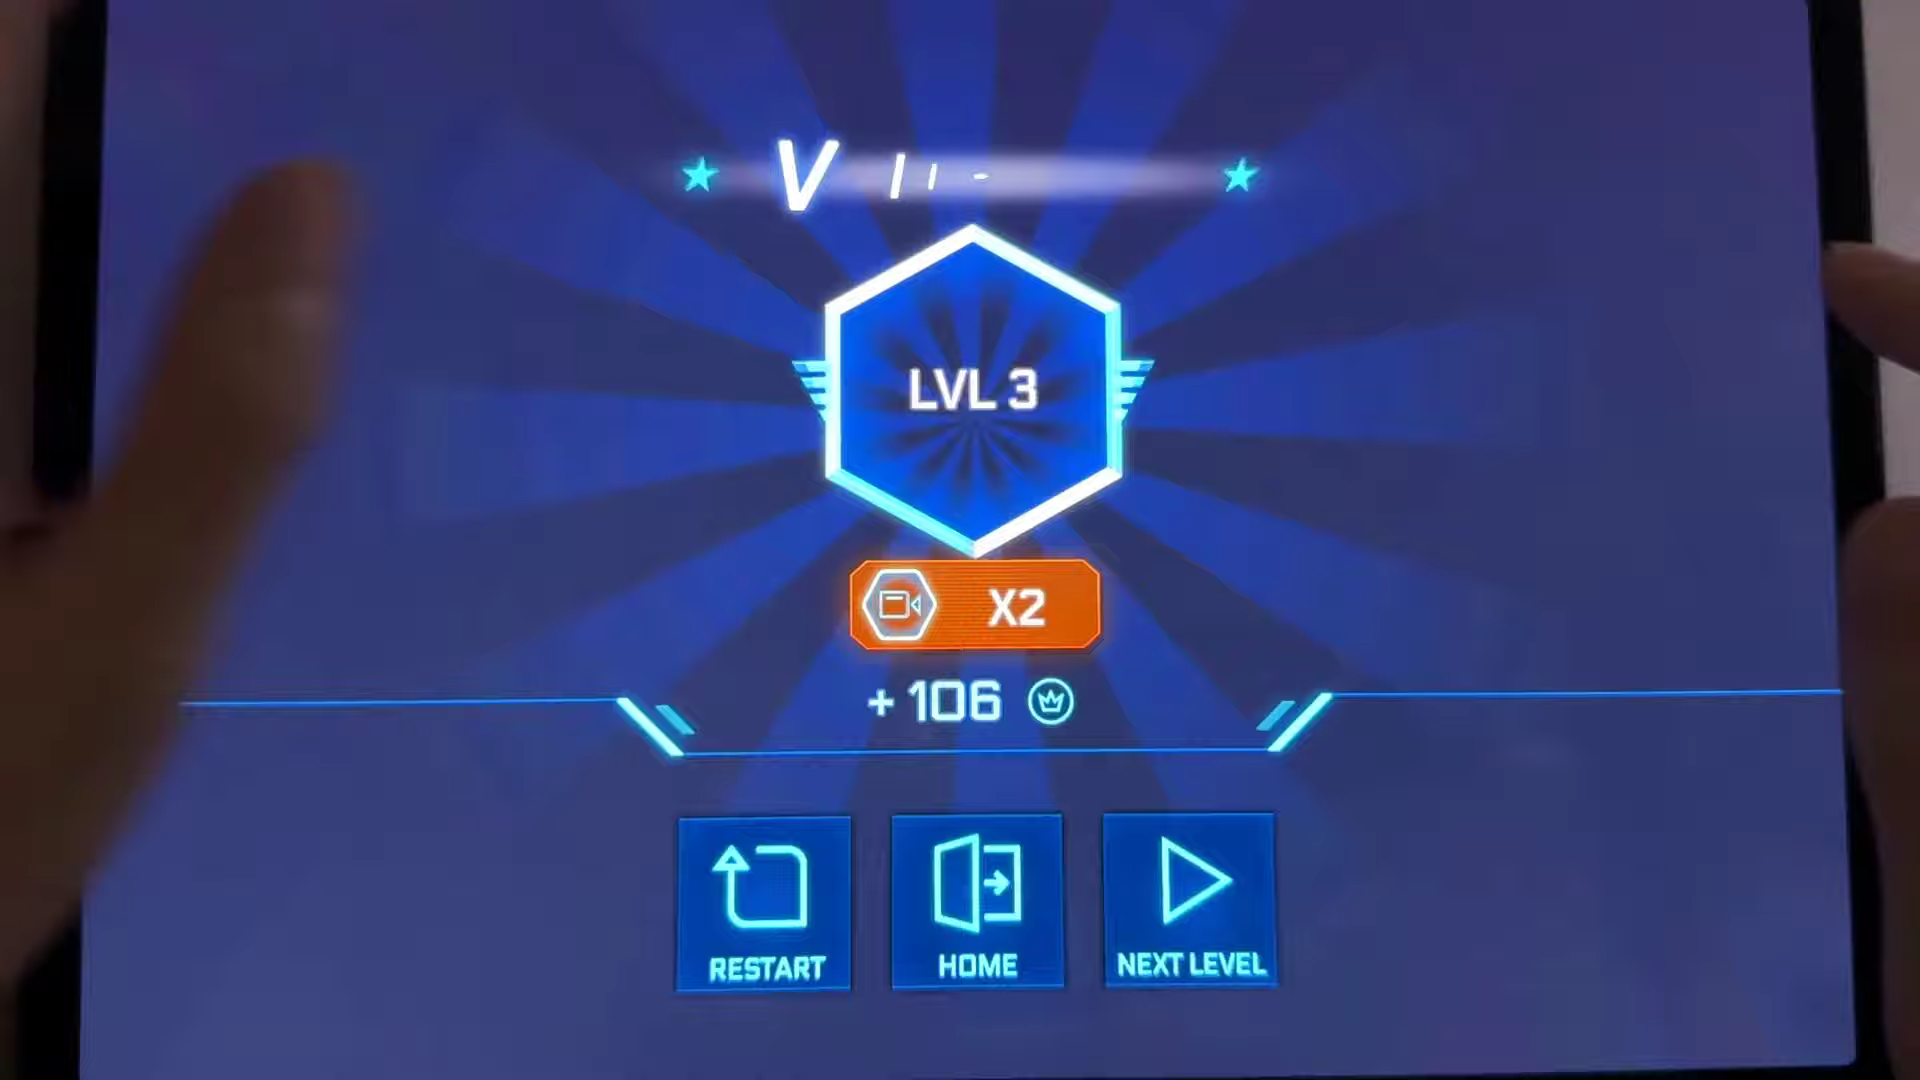 V
LVL 3
X2
+ 106
RESTART
HOME
NEXT LEVEL